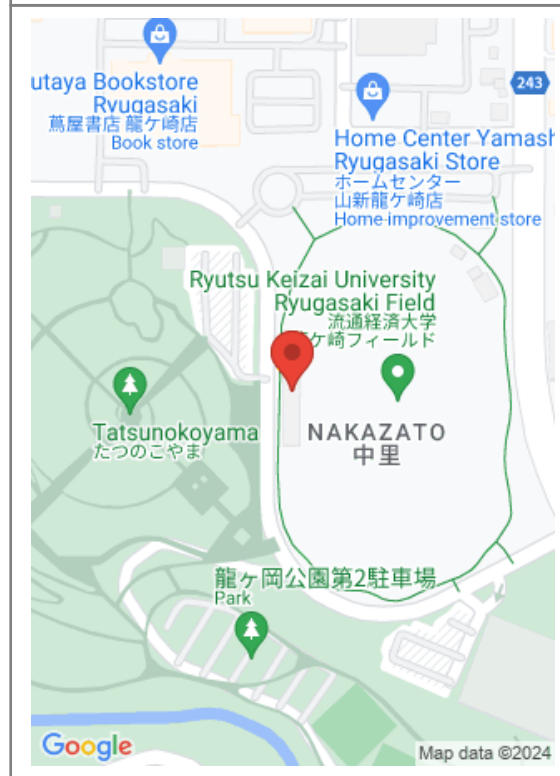 utaya Bookstore
Ryugasaki
蔦屋書店 龍ケ崎店
Book store
243
Home Center Yamash
Ryugasaki Store
ホームセンター
山新龍ケ崎店
Home improvement store
Ryutsu Keizai University
Ryugasaki Field
流通経済大学
ケ崎フィールド
Tatsunokoyama
たつのこやま
NAKAZATO
中里
龍ヶ岡公園第2駐車場
Park
Google
Map data ©2024